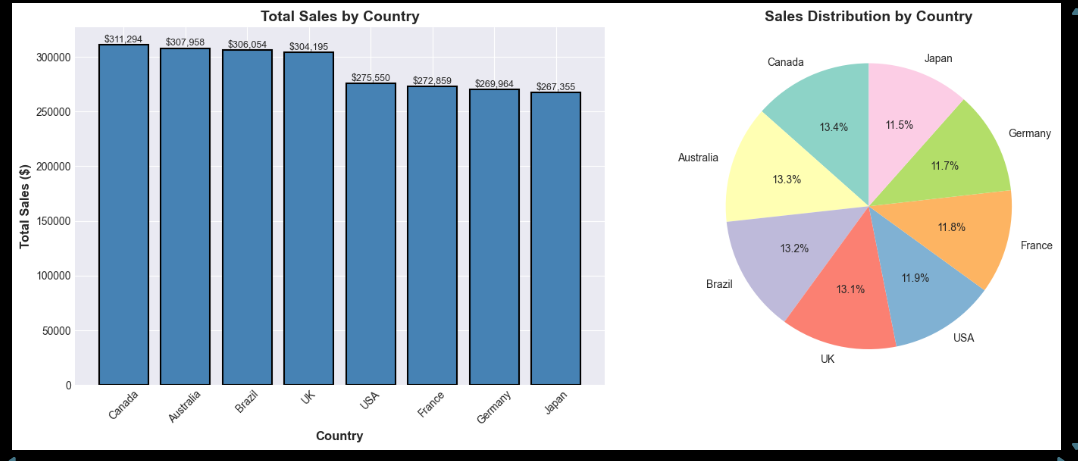 Total Sales by Country
$311,294
$307,958
$306,054
$304,195
$275,550
$272,859
$269,964
$267,355
300000
250000
200000
150000
100000
50000
0
Total Sales ($)
Canada
Australia
Brazil
UK
USA
France
Germany
Japan
Country
Sales Distribution by Country
Canada
13.4%
Australia
13.3%
Brazil
13.2%
UK
13.1%
USA
11.9%
France
11.8%
Germany
11.7%
Japan
11.5%